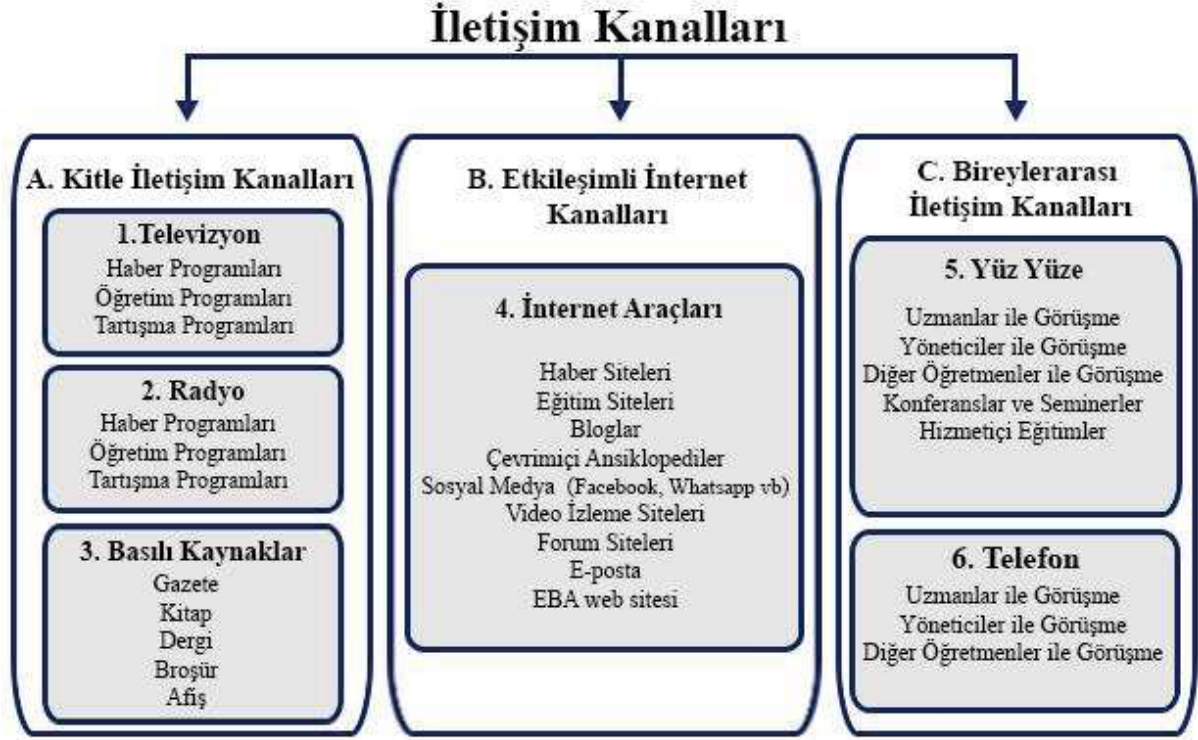 İletişim Kanalları
A. Kitle İletişim Kanalları
1.Televizyon
Haber Programları
Öğretim Programları
Tartışma Programları
2. Radyo
Haber Programları
Öğretim Programları
Tartışma Programları
3. Basılı Kaynaklar
Gazete
Kitap
Dergi
Broşür
Afiş
B. Etkileşimli İnternet
Kanalları
4. İnternet Araçları
Haber Siteleri
Eğitim Siteleri
Bloglar
Çevrimiçi Ansiklopediler
Sosyal Medya (Facebook, Whatsapp vb)
Video İzleme Siteleri
Forum Siteleri
E-posta
EBA web sitesi
C. Bireylerarası
İletişim Kanalları
5. Yüz Yüze
Uzmanlar ile Görüşme
Yöneticiler ile Görüşme
Diğer Öğretmenler ile Görüşme
Konferanslar ve Seminerler
Hizmetiçi Eğitimler
6. Telefon
Uzmanlar ile Görüşme
Yöneticiler ile Görüşme
Diğer Öğretmenler ile Görüşme